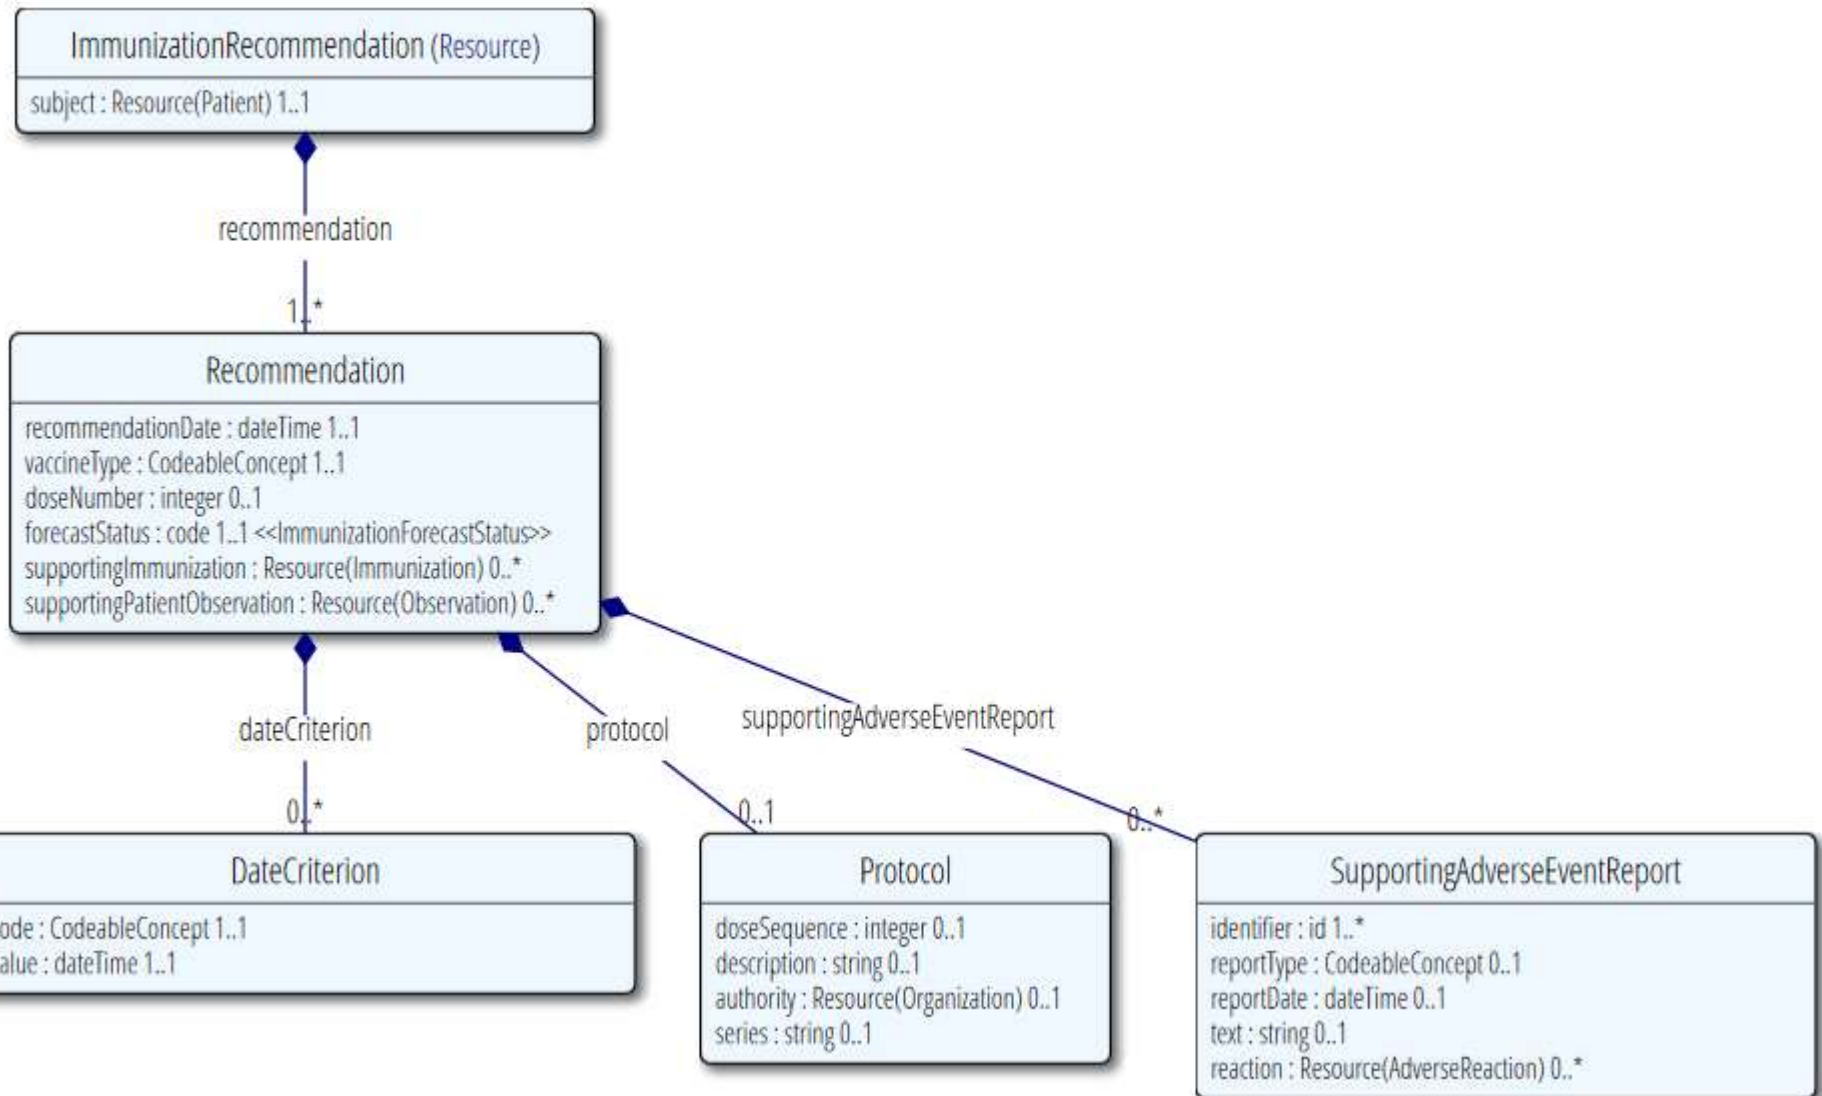 ImmunizationRecommendation (Resource)
subject : Resource(Patient) 1..1
recommendation
1..*
Recommendation
recommendationDate : dateTime 1..1
vaccineType : CodeableConcept 1..1
doseNumber : integer 0..1
forecastStatus : code 1..1 <<ImmunizationForecastStatus>>
supportingImmunization : Resource(Immunization) 0..*
supportingPatientObservation : Resource(Observation) 0..*
dateCriterion
protocol
supportingAdverseEventReport
0..*
0..1
0..*
DateCriterion
ode : CodeableConcept 1..1
alue : dateTime 1..1
Protocol
doseSequence : integer 0..1
description : string 0..1
authority : Resource(Organization) 0..1
series : string 0..1
SupportingAdverseEventReport
identifier : id 1..*
reportType : CodeableConcept 0..1
reportDate : dateTime 0..1
text : string 0..1
reaction : Resource(AdverseReaction) 0..*